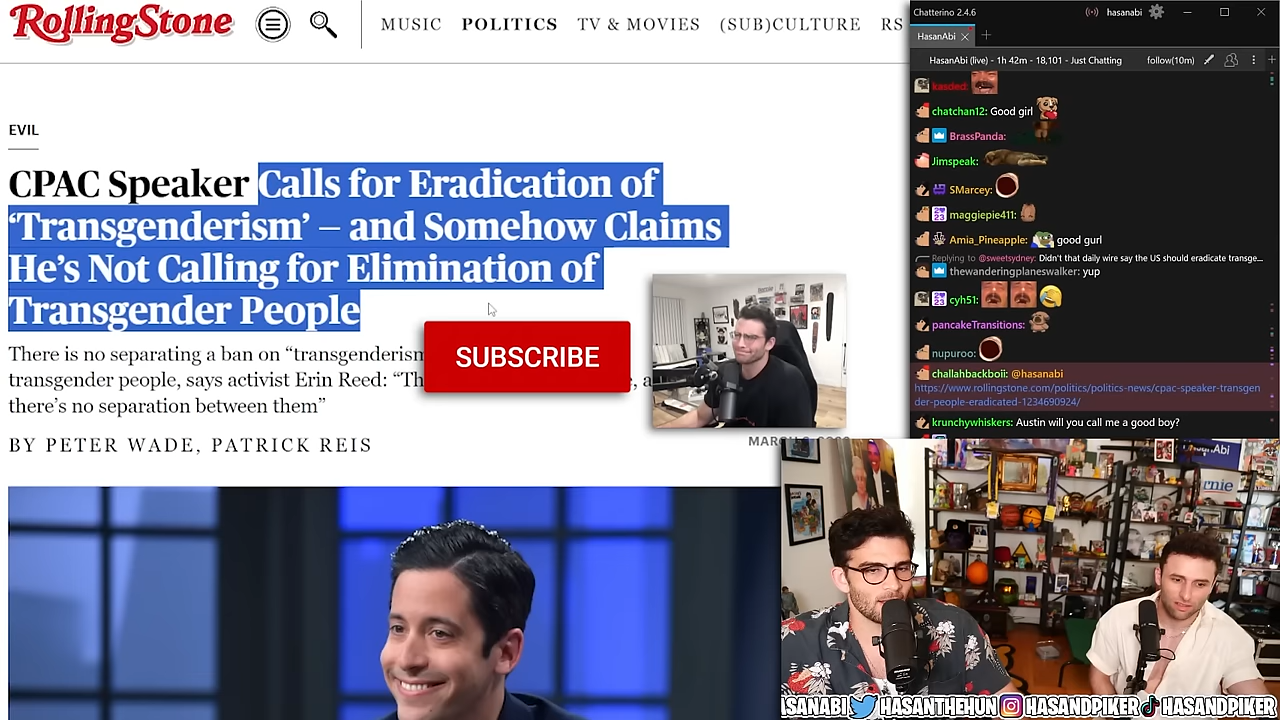 RollingStone
MUSIC POLITICS TV & MOVIES (SUB)CULTURE RS
EVIL
CPAC Speaker Calls for Eradication of
‘Transgenderism’ – and Somehow Claims
He’s Not Calling for Elimination of
Transgender People
There is no separating a ban on “transgenderism
transgender people, says activist Erin Reed: “Th
there’s no separation between them”
BY PETER WADE, PATRICK REIS
SUBSCRIBE
Chatterino 2.4.6
hasanabi
HasanAbi
HasanAbi (live) - 1h 42m - 18,101 - Just Chatting
follow(10m)
kasded:
chatchan12: Good girl
BrassPanda:
Jimspeak:
SMarcey:
maggiepie411:
Amia_Pineapple: good gurl
Replying to @sweetsydney: Didn't that daily wire say the US should eradicate transge...
thewanderingplaneswalker: yup
cyh51:
pancakeTransitions:
nupuroo:
challahbackboii: @hasanabi
https://www.rollingstone.com/politics/politics-news/cpac-speaker-transgen
der-people-eradicated-1234690924/
krunchywhiskers: Austin will you call me a good boy?
ASANABI HASANTHEHUN HASANDPIKER HASANDPIKER